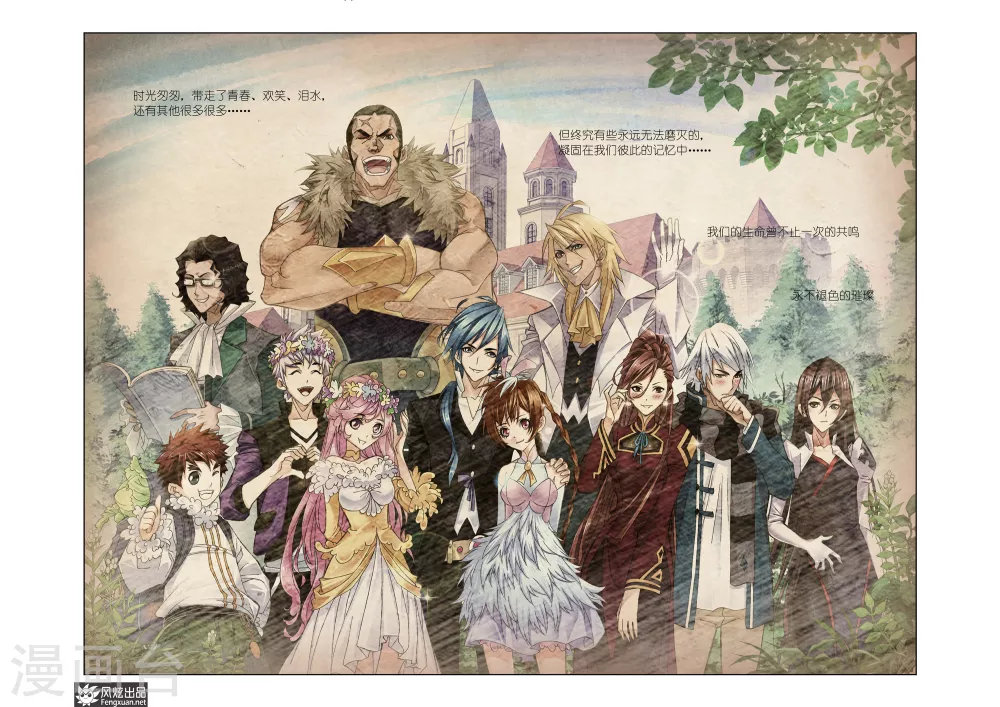 时光匆匆，带走了青春、欢笑、泪水，
还有其他很多很多……
但终究有些永远无法磨灭的，
凝固在我们彼此的记忆中……
我们的生命曾不止一次的共鸣
永不褪色的璀璨
漫画台
风炫出品
Fengxuan.net